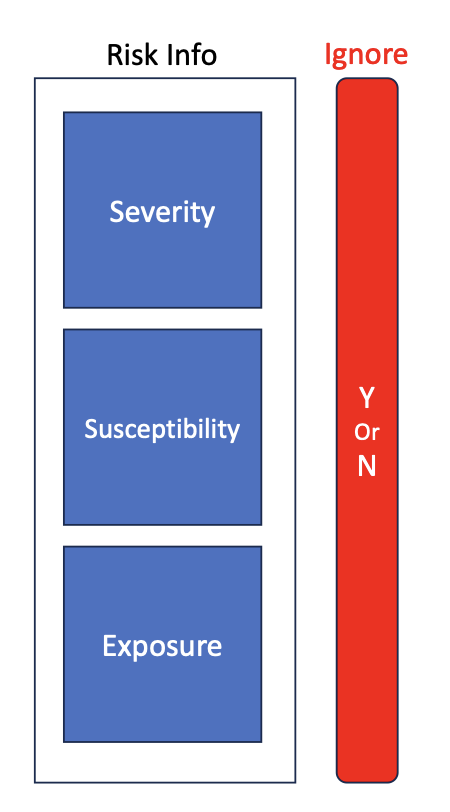 Risk Info
Ignore
Severity
Susceptibility
Exposure
Y
Or
N